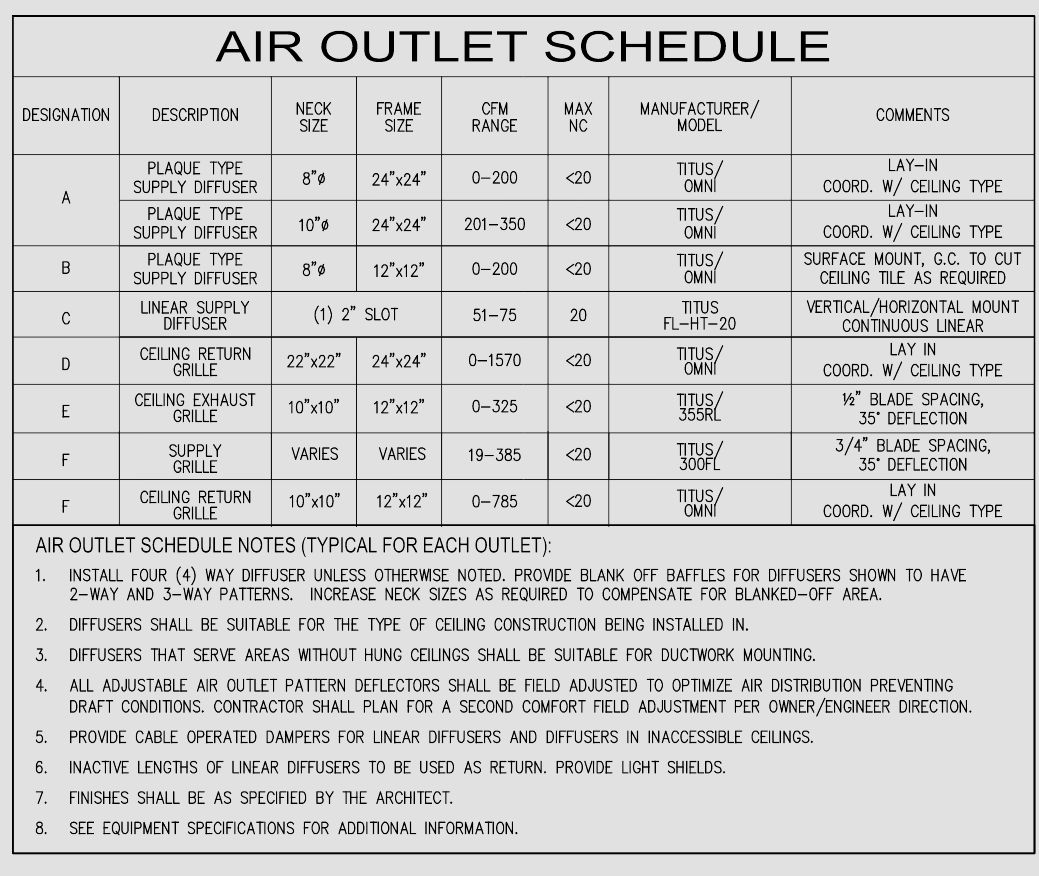 AIR OUTLET SCHEDULE
DESIGNATION DESCRIPTION NECK SIZE FRAME SIZE CFM RANGE MAX NC MANUFACTURER/ MODEL COMMENTS
A
PLAQUE TYPE SUPPLY DIFFUSER 8"ø 24"x24" 0-200 <20 TITUS/ OMNI LAY-IN COORD. W/ CEILING TYPE
PLAQUE TYPE SUPPLY DIFFUSER 10"ø 24"x24" 201-350 <20 TITUS/ OMNI LAY-IN COORD. W/ CEILING TYPE
B PLAQUE TYPE SUPPLY DIFFUSER 8"ø 12"x12" 0-200 <20 TITUS/ OMNI SURFACE MOUNT, G.C. TO CUT CEILING TILE AS REQUIRED
C LINEAR SUPPLY DIFFUSER (1) 2" SLOT 51-75 20 TITUS FL-HT-20 VERTICAL/HORIZONTAL MOUNT CONTINUOUS LINEAR
D CEILING RETURN GRILLE 22"x22" 24"x24" 0-1570 <20 TITUS/ OMNI LAY IN COORD. W/ CEILING TYPE
E CEILING EXHAUST GRILLE 10"x10" 12"x12" 0-325 <20 TITUS/ 355RL ½" BLADE SPACING, 35° DEFLECTION
F SUPPLY GRILLE VARIES VARIES 19-385 <20 TITUS/ 300FL 3/4" BLADE SPACING, 35° DEFLECTION
F CEILING RETURN GRILLE 10"x10" 12"x12" 0-785 <20 TITUS/ OMNI LAY IN COORD. W/ CEILING TYPE
AIR OUTLET SCHEDULE NOTES (TYPICAL FOR EACH OUTLET):
1. INSTALL FOUR (4) WAY DIFFUSER UNLESS OTHERWISE NOTED. PROVIDE BLANK OFF BAFFLES FOR DIFFUSERS SHOWN TO HAVE
2-WAY AND 3-WAY PATTERNS. INCREASE NECK SIZES AS REQUIRED TO COMPENSATE FOR BLANKED-OFF AREA.
2. DIFFUSERS SHALL BE SUITABLE FOR THE TYPE OF CEILING CONSTRUCTION BEING INSTALLED IN.
3. DIFFUSERS THAT SERVE AREAS WITHOUT HUNG CEILINGS SHALL BE SUITABLE FOR DUCTWORK MOUNTING.
4. ALL ADJUSTABLE AIR OUTLET PATTERN DEFLECTORS SHALL BE FIELD ADJUSTED TO OPTIMIZE AIR DISTRIBUTION PREVENTING
DRAFT CONDITIONS. CONTRACTOR SHALL PLAN FOR A SECOND COMFORT FIELD ADJUSTMENT PER OWNER/ENGINEER DIRECTION.
5. PROVIDE CABLE OPERATED DAMPERS FOR LINEAR DIFFUSERS AND DIFFUSERS IN INACCESSIBLE CEILINGS.
6. INACTIVE LENGTHS OF LINEAR DIFFUSERS TO BE USED AS RETURN. PROVIDE LIGHT SHIELDS.
7. FINISHES SHALL BE AS SPECIFIED BY THE ARCHITECT.
8. SEE EQUIPMENT SPECIFICATIONS FOR ADDITIONAL INFORMATION.